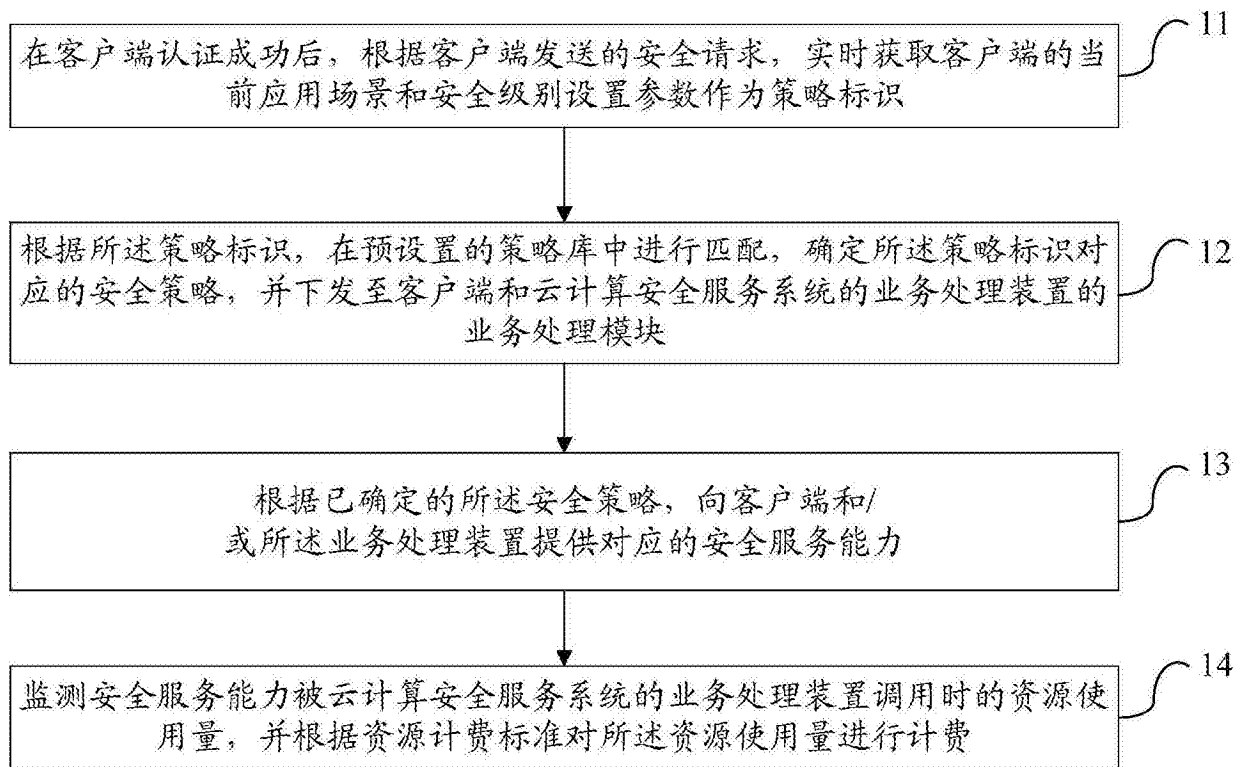 11
在客户端认证成功后，根据客户端发送的安全请求，实时获取客户端的当
前应用场景和安全级别设置参数作为策略标识
12
根据所述策略标识，在预设置的策略库中进行匹配，确定所述策略标识对
应的安全策略，并下发至客户端和云计算安全服务系统的业务处理装置的
业务处理模块
13
根据已确定的所述安全策略，向客户端和/
或所述业务处理装置提供对应的安全服务能力
14
监测安全服务能力被云计算安全服务系统的业务处理装置调用时的资源使
用量，并根据资源计费标准对所述资源使用量进行计费